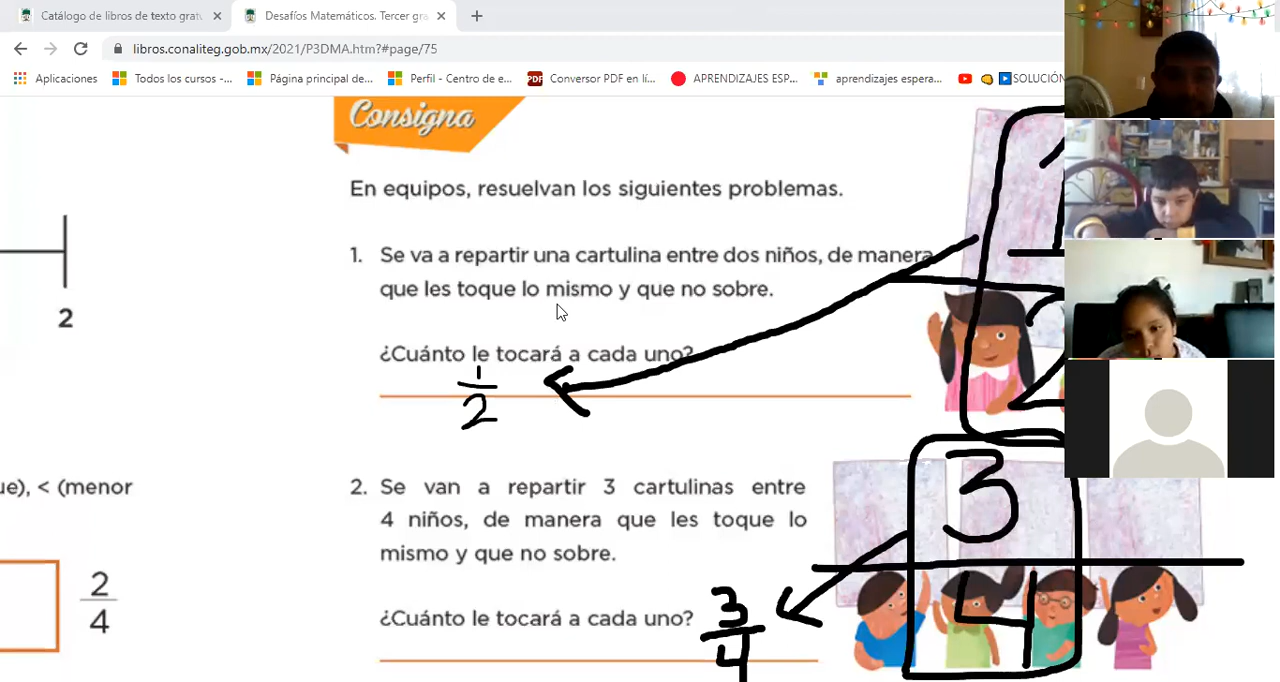 Catálogo de libros de texto gratu
Desafíos Matemáticos. Tercer gra
libros.conaliteg.gob.mx/2021/P3DMA.htm?#page/75
Aplicaciones
Todos los cursos -...
Página principal de...
Perfil - Centro de e...
PDF
Conversor PDF en lí...
APRENDIZAJES ESP...
aprendizajes espera...
SOLUCIÓN
Consigna
En equipos, resuelvan los siguientes problemas.
1. Se va a repartir una cartulina entre dos niños, de manera
que les toque lo mismo y que no sobre.
¿Cuánto le tocará a cada uno?
1
2
2
2. Se van a repartir 3 cartulinas entre
4 niños, de manera que les toque lo
mismo y que no sobre.
¿Cuánto le tocará a cada uno?
3
4
3
4
ue), < (menor
2
4